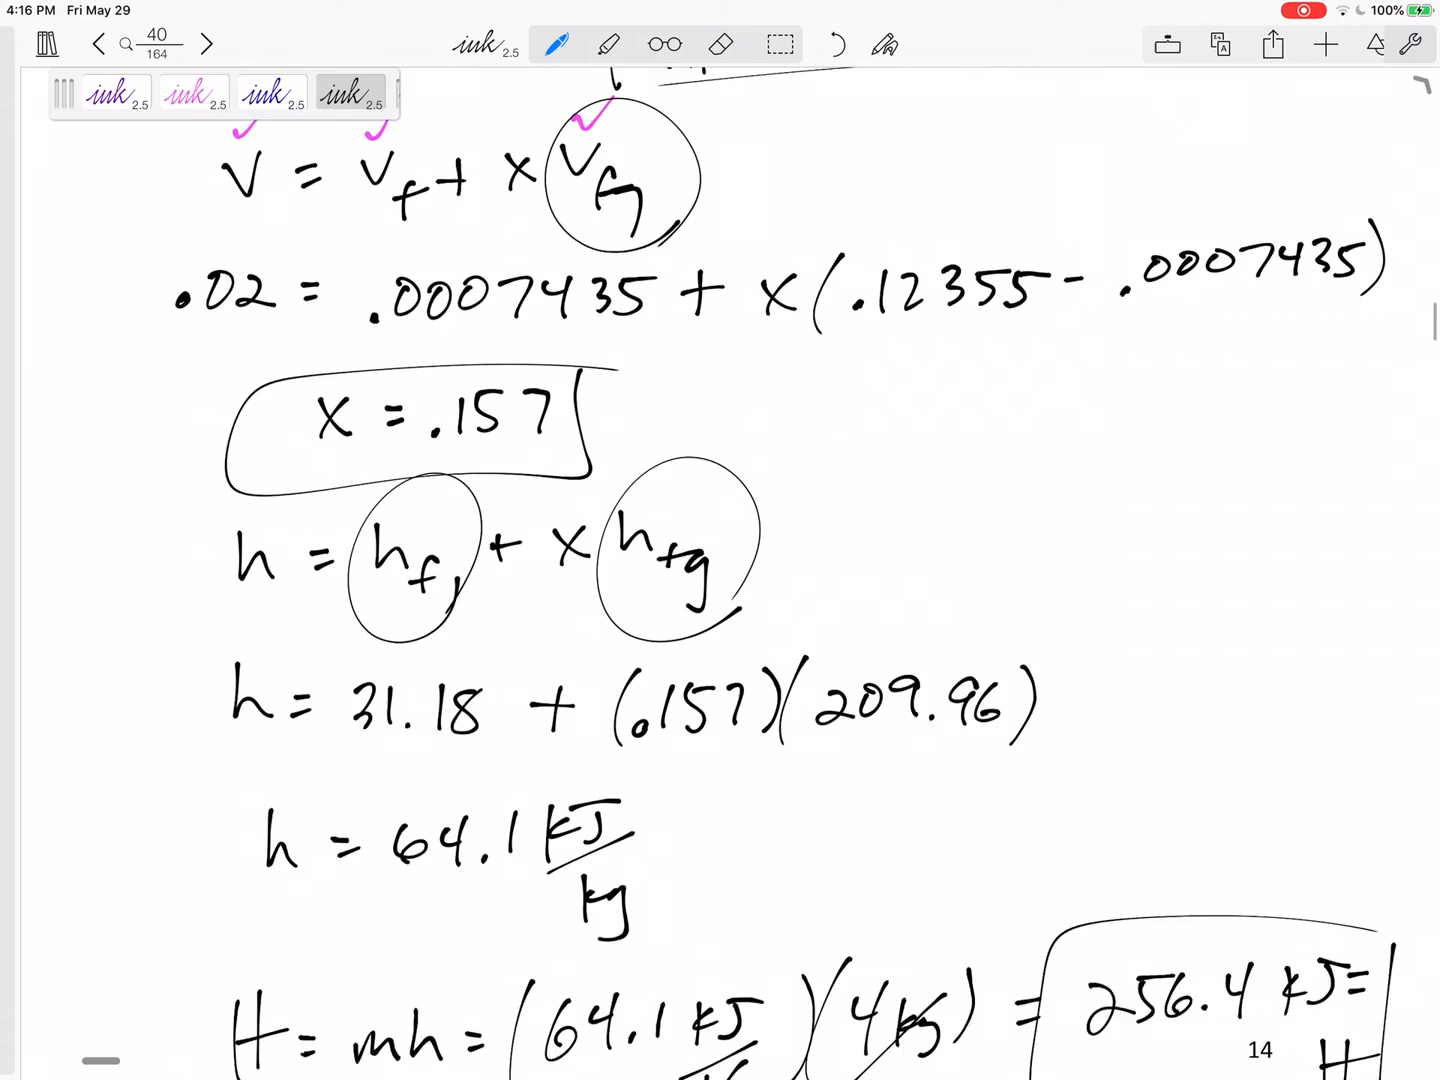 4:16 PM Fri May 29
100%
40
164
ink 2.5
ink 2.5 ink 2.5 ink 2.5 ink 2.5
v = vf + x vfg
.02 = .0007435 + x(.12355 - .0007435)
x = .157
h = hf + x hfg
h = 31.18 + (.157)(209.96)
h = 64.1 kJ/kg
H = mh = (64.1 kJ)(4kg) = 256.4 kJ = H
14